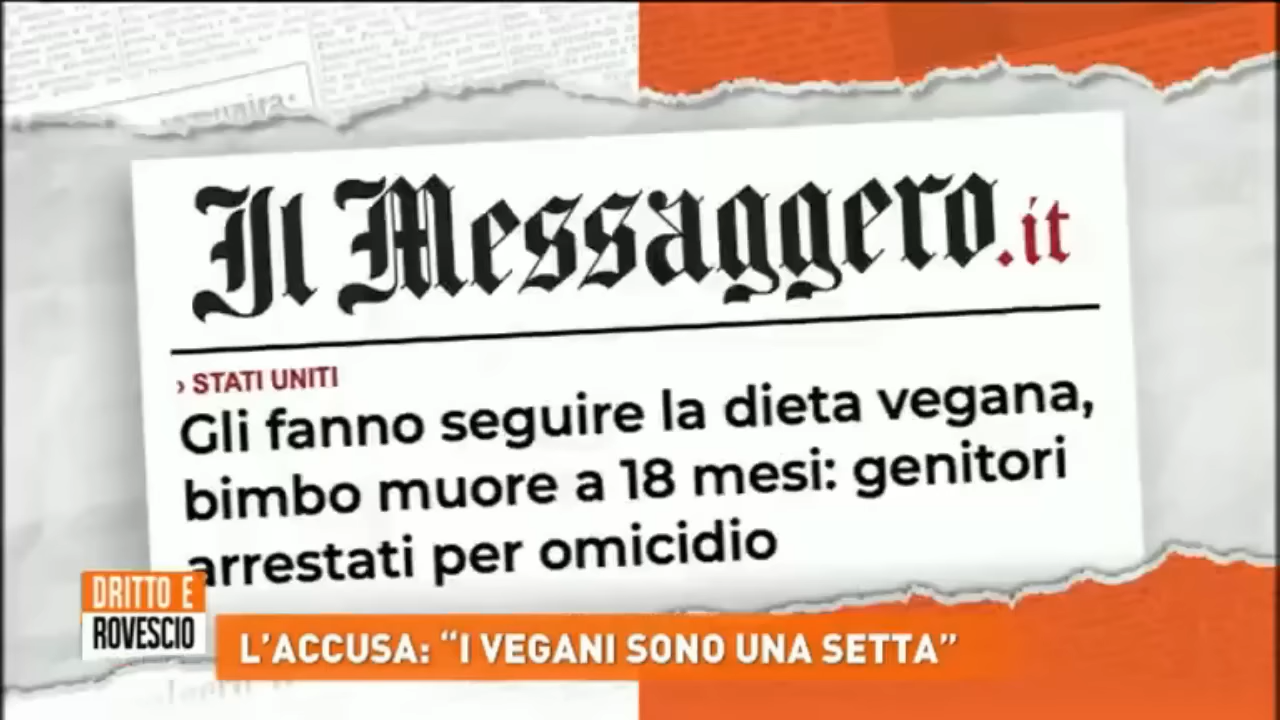 Il Messaggero.it
› STATI UNITI
Gli fanno seguire la dieta vegana,
bimbo muore a 18 mesi: genitori
arrestati per omicidio
DRITTO E
ROVESCIO
L'ACCUSA: “I VEGANI SONO UNA SETTA”